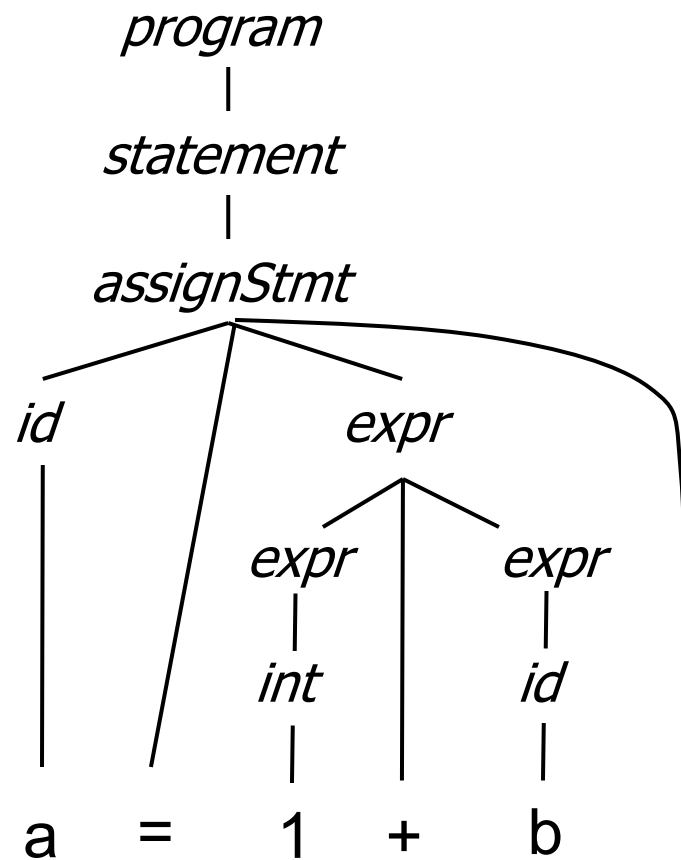 program
statement
assignStmt
id expr
expr expr
int id
a = 1 + b